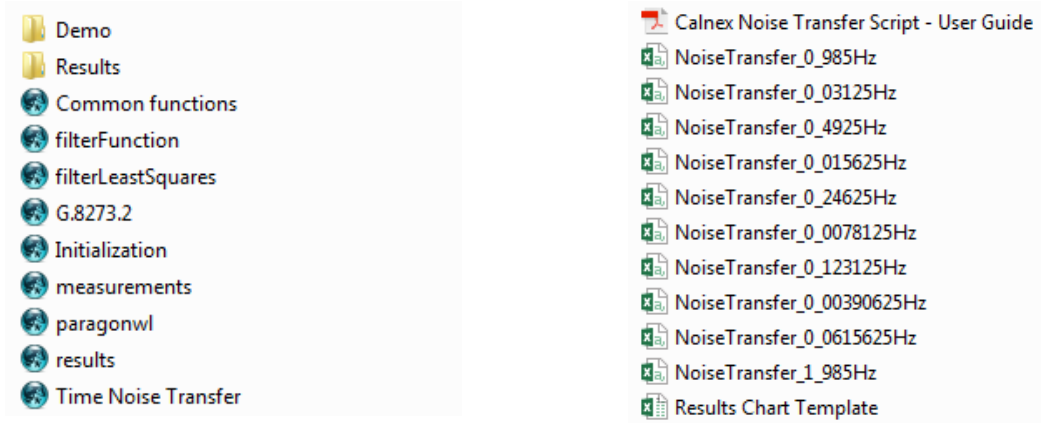 Demo
Results
Common functions
filterFunction
filterLeastSquares
G.8273.2
Initialization
measurements
paragonwl
results
Time Noise Transfer
Calnex Noise Transfer Script - User Guide
NoiseTransfer_0_985Hz
NoiseTransfer_0_03125Hz
NoiseTransfer_0_4925Hz
NoiseTransfer_0_015625Hz
NoiseTransfer_0_24625Hz
NoiseTransfer_0_0078125Hz
NoiseTransfer_0_123125Hz
NoiseTransfer_0_00390625Hz
NoiseTransfer_0_0615625Hz
NoiseTransfer_1_985Hz
Results Chart Template